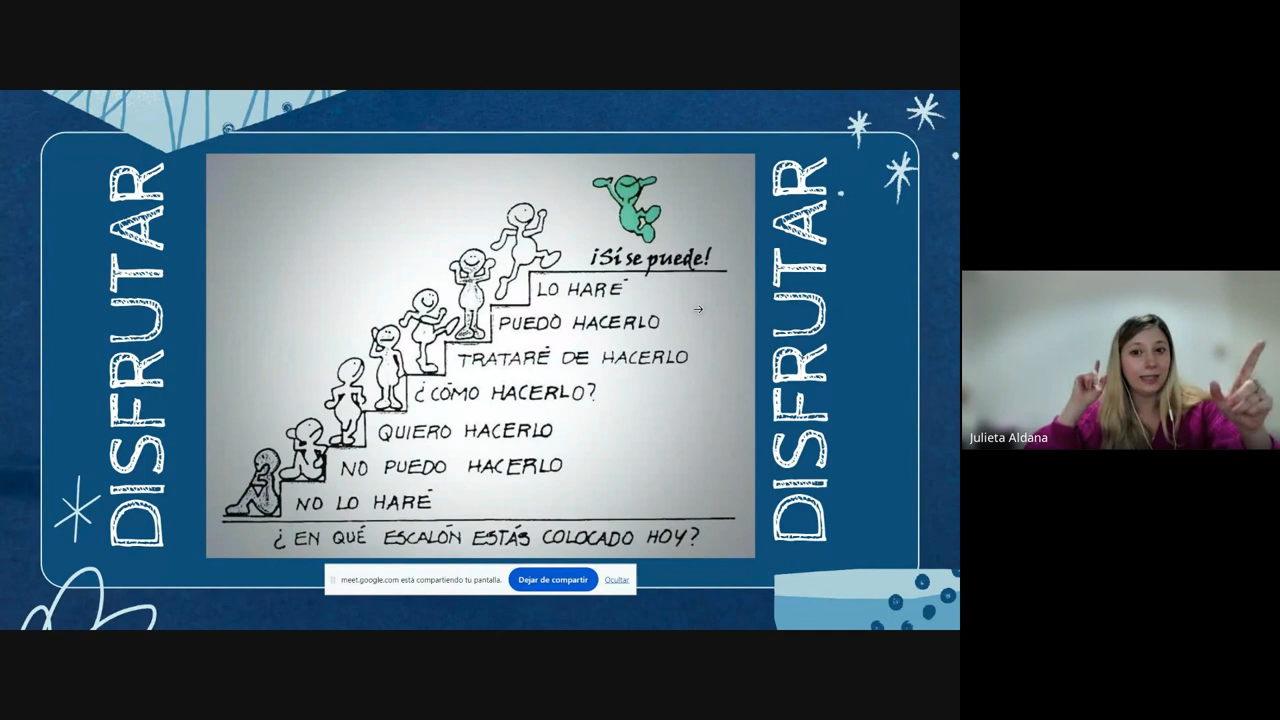 DISFRUTAR
¡Sí se puede!
LO HARÉ
PUEDO HACERLO
TRATARÉ DE HACERLO
¿CÓMO HACERLO?
QUIERO HACERLO
NO PUEDO HACERLO
NO LO HARÉ
¿EN QUÉ ESCALÓN ESTÁS COLOCADO HOY?
DISFRUTAR
meet.google.com está compartiendo tu pantalla.
Dejar de compartir
Ocultar
Julieta Aldana